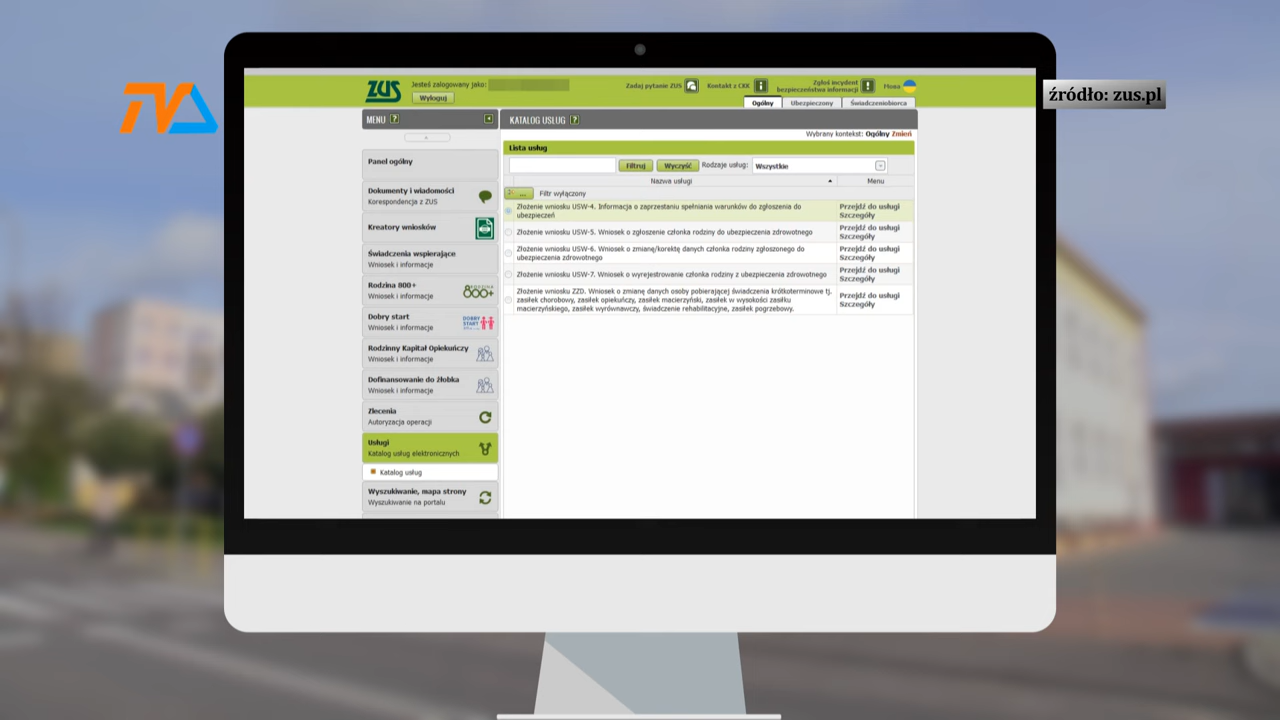 TVA
źródło: zus.pl
ZUS
Jesteś zalogowany jako:
Wyloguj
Zadaj pytanie ZUS
Kontakt z CKK
Zgłoś incydent
bezpieczeństwa informacji
Ogólny
Ubezpieczony
Świadczeniobiorca
MENU
KATALOG USŁUG
Wybrany kontekst: Ogólny Zmień
Panel ogólny
Dokumenty i wiadomości
Korespondencja z ZUS
Kreatory wniosków
Świadczenia wspierające
Wniosek i informacje
Rodzina 800+
Wniosek i informacje
800+
Dobry start
Wniosek i informacje
DOBRY
START
Rodzinny Kapitał Opiekuńczy
Wniosek i informacje
Dofinansowanie do żłobka
Wniosek i informacje
Zlecenia
Autoryzacja operacji
Usługi
Katalog usług elektronicznych
Katalog usług
Wyszukiwanie, mapa strony
Wyszukiwanie na portalu
Lista usług
Filtruj
Wyczyść
Rodzaje usług:
Wszystkie
Nazwa usługi
Menu
...
Filtr wyłączony
Złożenie wniosku USW-4. Informacja o zaprzestaniu spełniania warunków do zgłoszenia do
ubezpieczeń
Przejdź do usługi
Szczegóły
Złożenie wniosku USW-5. Wniosek o zgłoszenie członka rodziny do ubezpieczenia zdrowotnego
Przejdź do usługi
Szczegóły
Złożenie wniosku USW-6. Wniosek o zmianę/korektę danych członka rodziny zgłoszonego do
ubezpieczenia zdrowotnego
Przejdź do usługi
Szczegóły
Złożenie wniosku USW-7. Wniosek o wyrejestrowanie członka rodziny z ubezpieczenia zdrowotnego
Przejdź do usługi
Szczegóły
Złożenie wniosku ZZD. Wniosek o zmianę danych osoby pobierającej świadczenia krótkoterminowe tj.
zasiłek chorobowy, zasiłek opiekuńczy, zasiłek macierzyński, zasiłek w wysokości zasiłku
macierzyńskiego, zasiłek wyrównawczy, świadczenie rehabilitacyjne, zasiłek pogrzebowy.
Przejdź do usługi
Szczegóły